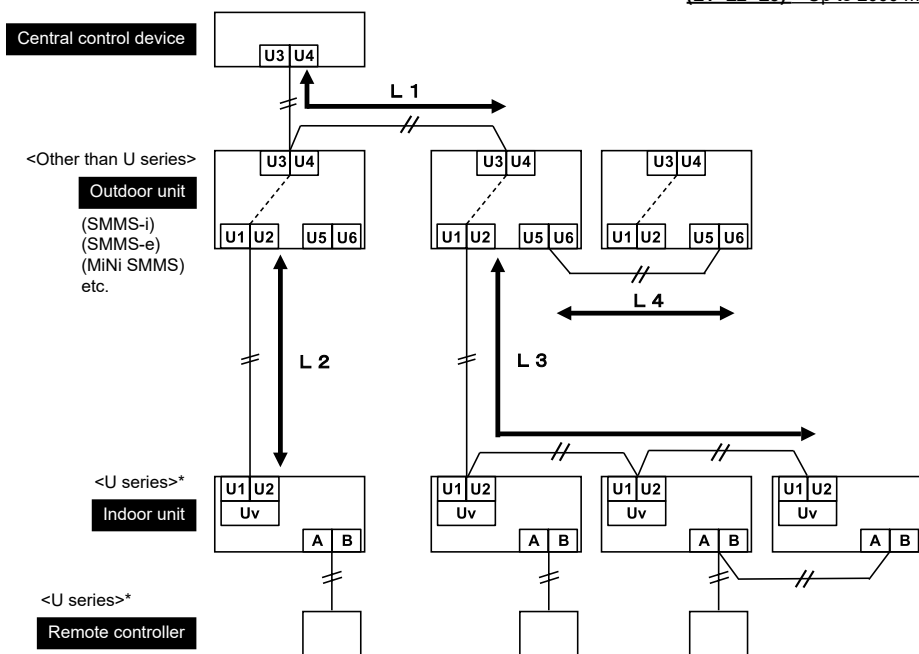 Central control device
U3 U4
L 1
<Other than U series>
U3 U4
U3 U4
U3 U4
Outdoor unit
(SMMS-i)
(SMMS-e)
(MiNi SMMS)
etc.
U1 U2
U5 U6
U1 U2
U5 U6
U1 U2
U5 U6
L 4
L 2
L 3
<U series>*
Indoor unit
U1 U2
Uv
A B
U1 U2
Uv
A B
U1 U2
Uv
A B
U1 U2
Uv
A B
<U series>*
Remote controller